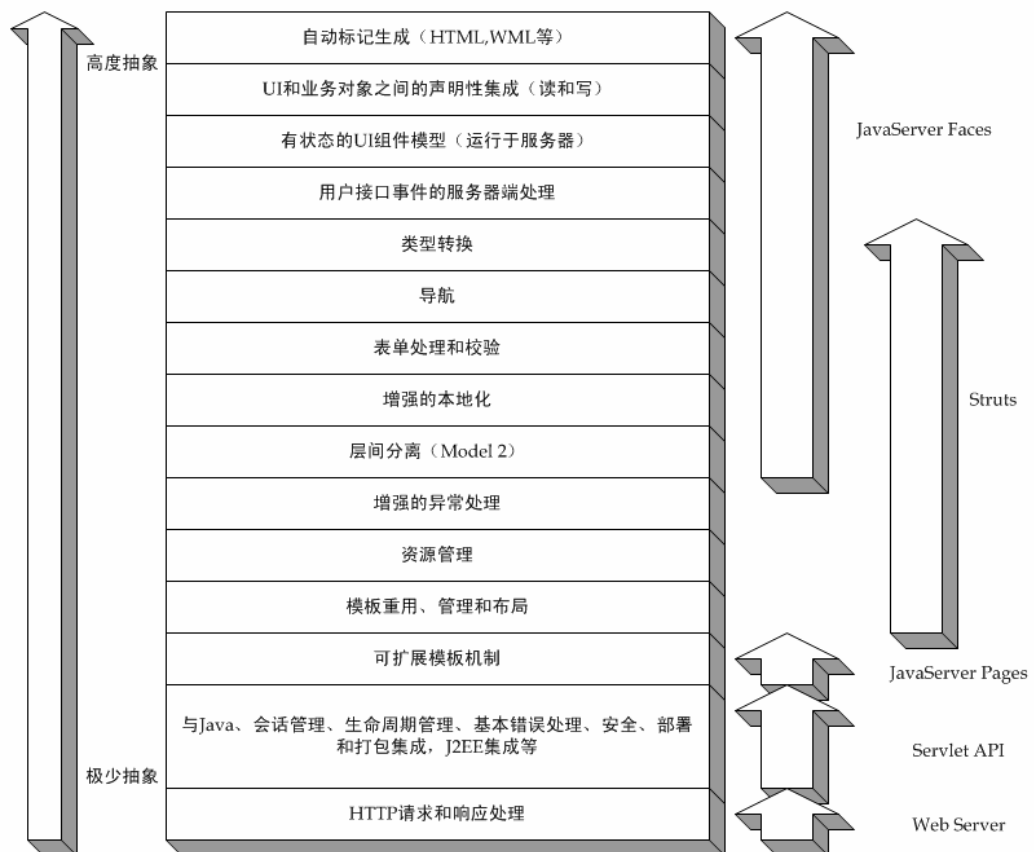 自动标记生成（HTML,WML等）
高度抽象
UI和业务对象之间的声明性集成（读和写）
有状态的UI组件模型（运行于服务器）
JavaServer Faces
用户接口事件的服务器端处理
类型转换
导航
表单处理和校验
增强的本地化
Struts
层间分离（Model 2）
增强的异常处理
资源管理
模板重用、管理和布局
可扩展模板机制
JavaServer Pages
与Java、会话管理、生命周期管理、基本错误处理、安全、部署
和打包集成，J2EE集成等
Servlet API
极少抽象
HTTP请求和响应处理
Web Server